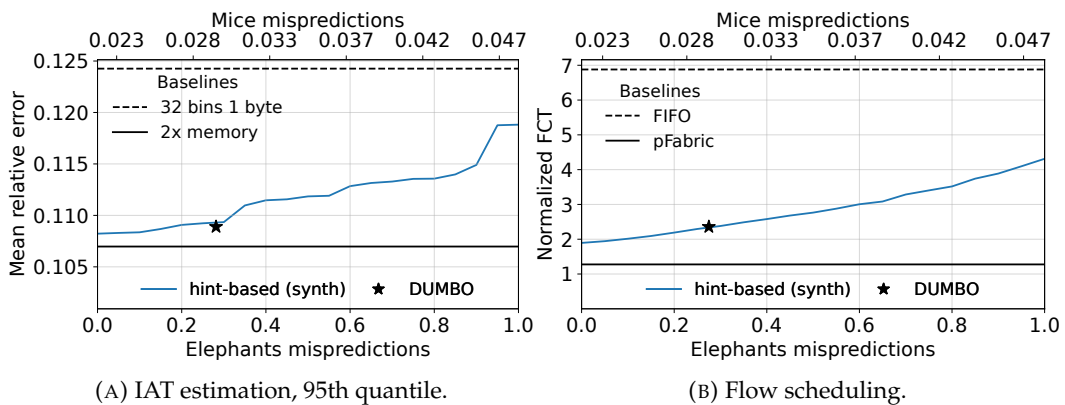 Mice mispredictions
0.023 0.028 0.033 0.037 0.042 0.047
0.125
0.120
0.115
0.110
0.105
Mean relative error
Baselines
32 bins 1 byte
2x memory
hint-based (synth) DUMBO
0.0 0.2 0.4 0.6 0.8 1.0
Elephants mispredictions
(A) IAT estimation, 95th quantile.
Mice mispredictions
0.023 0.028 0.033 0.037 0.042 0.047
7
6
5
4
3
2
1
Normalized FCT
Baselines
FIFO
pFabric
hint-based (synth) DUMBO
0.0 0.2 0.4 0.6 0.8 1.0
Elephants mispredictions
(B) Flow scheduling.